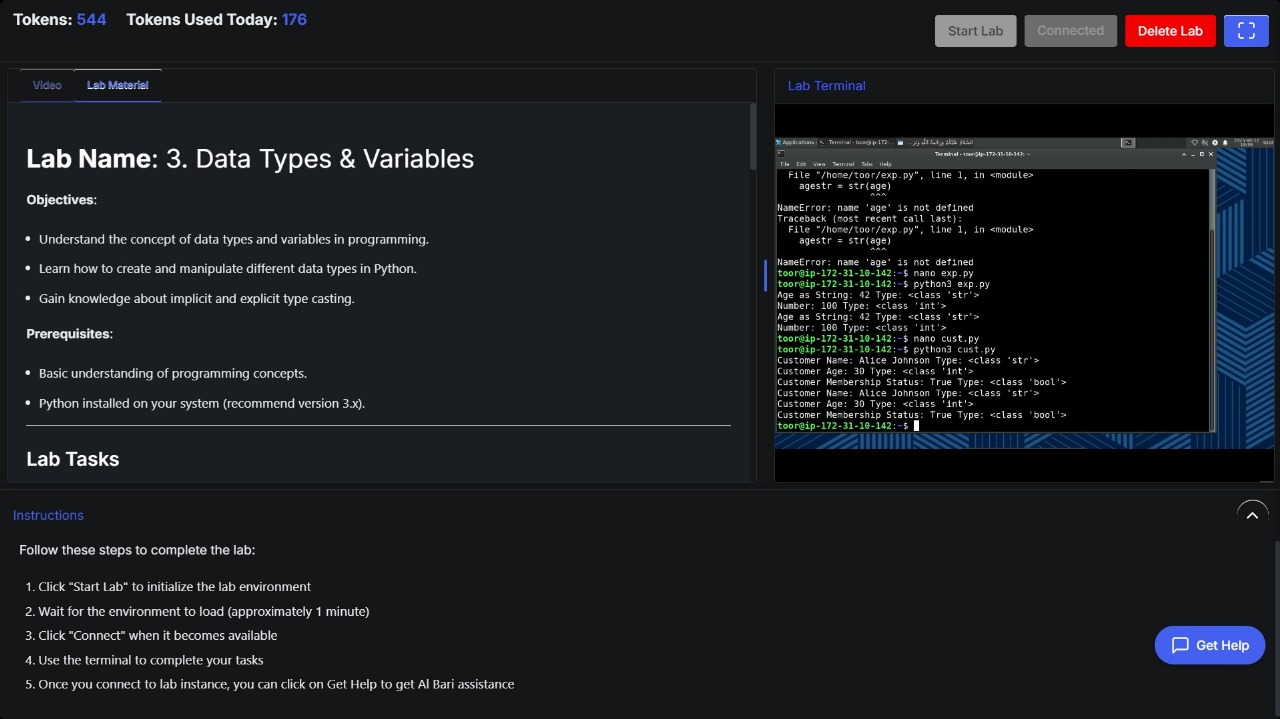 Tokens: 544 Tokens Used Today: 176
Start Lab Connected Delete Lab
Video Lab Material
Lab Name: 3. Data Types & Variables
Objectives:
• Understand the concept of data types and variables in programming.
• Learn how to create and manipulate different data types in Python.
• Gain knowledge about implicit and explicit type casting.
Prerequisites:
• Basic understanding of programming concepts.
• Python installed on your system (recommend version 3.x).
Lab Tasks
Lab Terminal
Applications Terminal - toor@ip-172-...
Terminal - toor@ip-172-31-10-142: ~
File Edit View Terminal Tabs Help
File "/home/toor/exp.py", line 1, in <module>
agestr = str(age)
^^^
NameError: name 'age' is not defined
Traceback (most recent call last):
File "/home/toor/exp.py", line 1, in <module>
agestr = str(age)
^^^
NameError: name 'age' is not defined
toor@ip-172-31-10-142:~$ nano exp.py
toor@ip-172-31-10-142:~$ python3 exp.py
Age as String: 42 Type: <class 'str'>
Number: 100 Type: <class 'int'>
Age as String: 42 Type: <class 'str'>
Number: 100 Type: <class 'int'>
toor@ip-172-31-10-142:~$ nano cust.py
toor@ip-172-31-10-142:~$ python3 cust.py
Customer Name: Alice Johnson Type: <class 'str'>
Customer Age: 30 Type: <class 'int'>
Customer Membership Status: True Type: <class 'bool'>
Customer Name: Alice Johnson Type: <class 'str'>
Customer Age: 30 Type: <class 'int'>
Customer Membership Status: True Type: <class 'bool'>
toor@ip-172-31-10-142:~$
Instructions
Follow these steps to complete the lab:
1. Click "Start Lab" to initialize the lab environment
2. Wait for the environment to load (approximately 1 minute)
3. Click "Connect" when it becomes available
4. Use the terminal to complete your tasks
5. Once you connect to lab instance, you can click on Get Help to get Al Bari assistance
Get Help